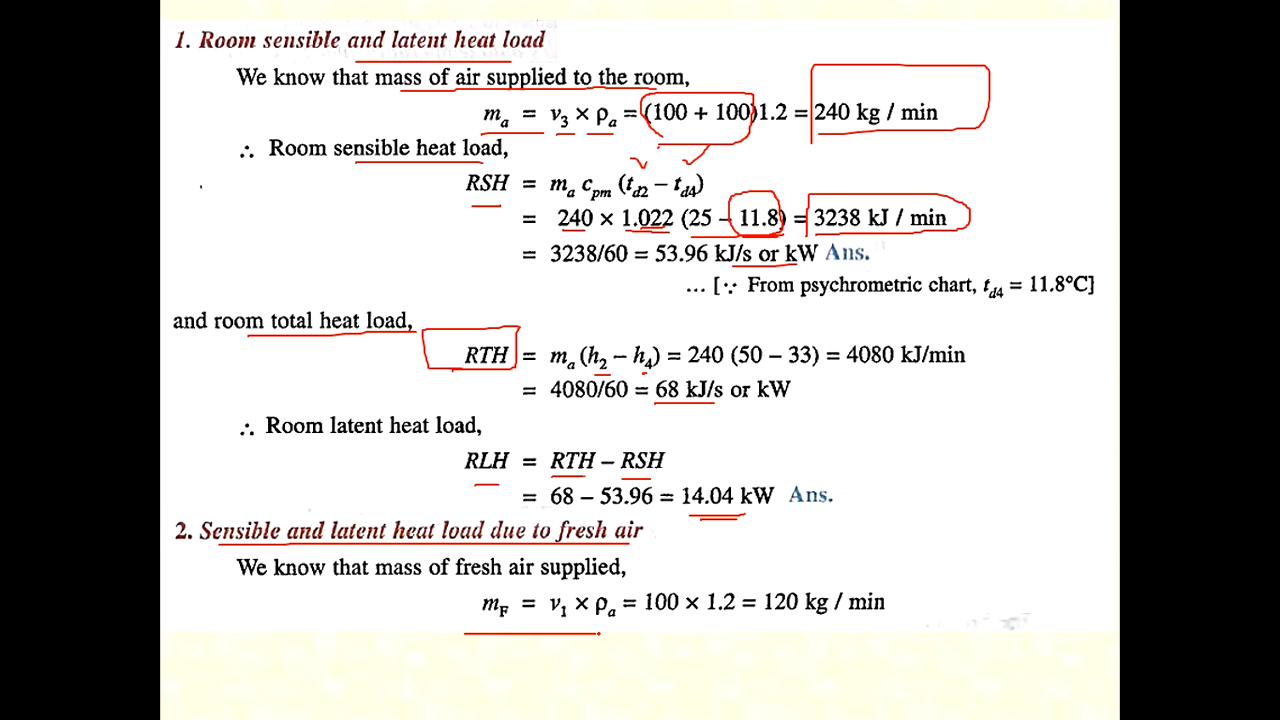 1. Room sensible and latent heat load
We know that mass of air supplied to the room,
mₐ = v₃ × ρₐ = (100 + 100)1.2 = 240 kg / min
∴ Room sensible heat load,
RSH = mₐ c_pm (t_d2 – t_d4)
= 240 × 1.022 (25 – 11.8) = 3238 kJ / min
= 3238/60 = 53.96 kJ/s or kW Ans.
... [∵ From psychrometric chart, t_d4 = 11.8°C]
and room total heat load,
RTH = mₐ (h₂ – h₄) = 240 (50 – 33) = 4080 kJ/min
= 4080/60 = 68 kJ/s or kW
∴ Room latent heat load,
RLH = RTH – RSH
= 68 – 53.96 = 14.04 kW Ans.
2. Sensible and latent heat load due to fresh air
We know that mass of fresh air supplied,
m_F = v₁ × ρₐ = 100 × 1.2 = 120 kg / min